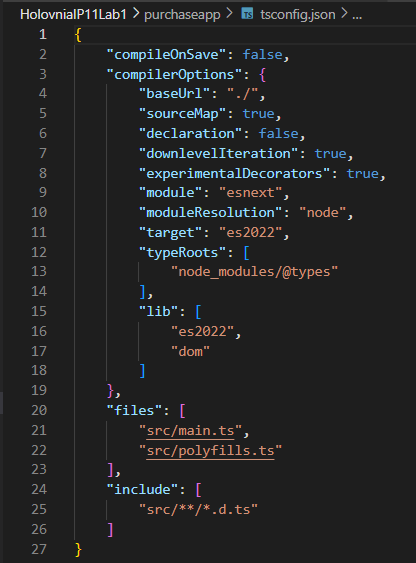 HolovnialP11Lab1 > purchaseapp > tsconfig.json > ...
1 {
2 "compileOnSave": false,
3 "compilerOptions": {
4 "baseUrl": "./",
5 "sourceMap": true,
6 "declaration": false,
7 "downlevelIteration": true,
8 "experimentalDecorators": true,
9 "module": "esnext",
10 "moduleResolution": "node",
11 "target": "es2022",
12 "typeRoots": [
13 "node_modules/@types"
14 ],
15 "lib": [
16 "es2022",
17 "dom"
18 ]
19 },
20 "files": [
21 "src/main.ts",
22 "src/polyfills.ts"
23 ],
24 "include": [
25 "src/**/*.d.ts"
26 ]
27 }